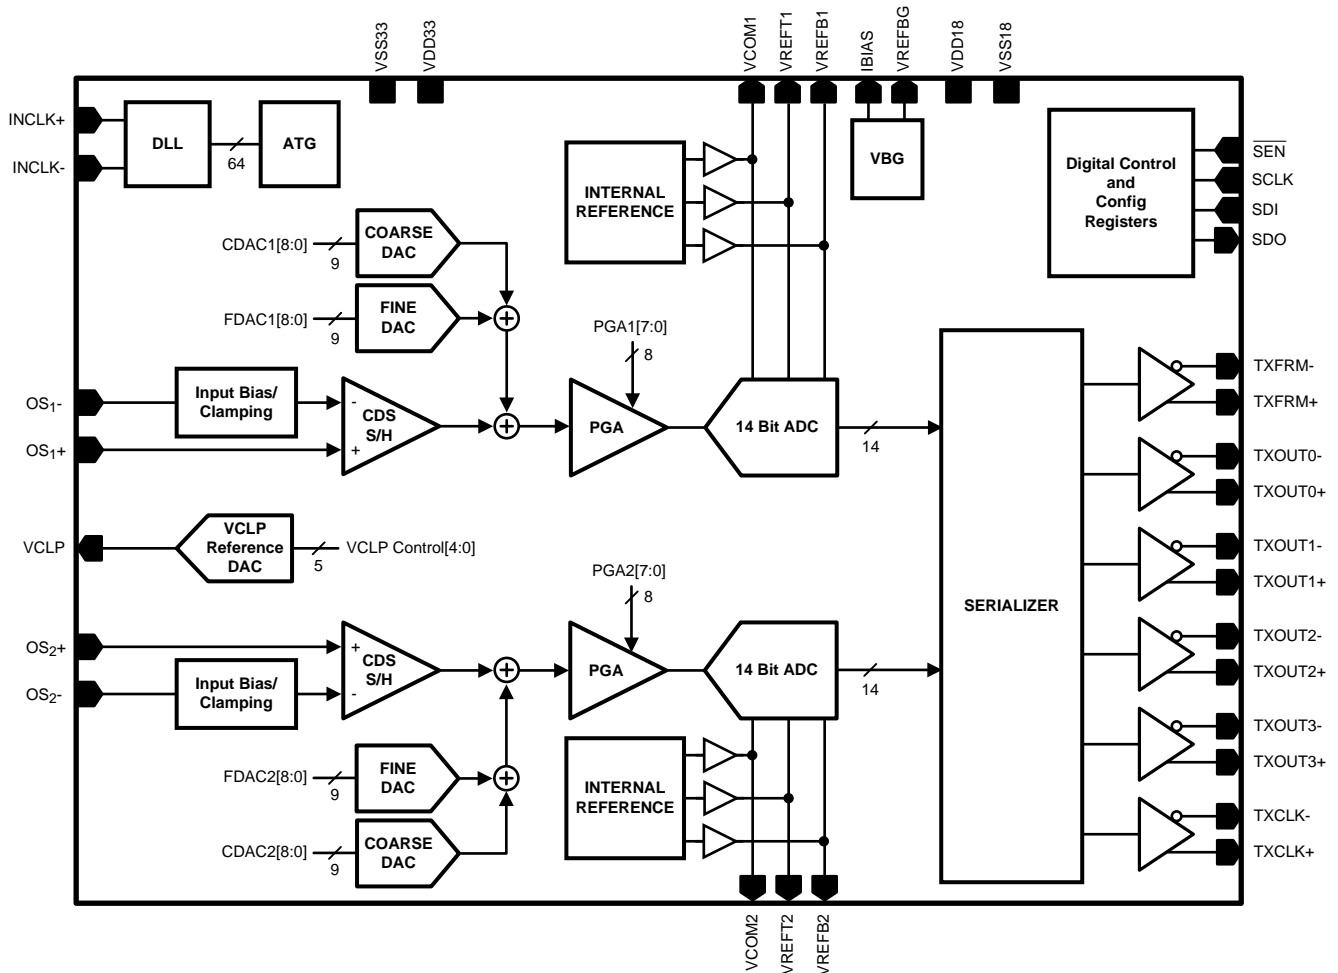 VSS33
VDD33
VCOM1
VREFT1
VREFB1
IBIAS
VREFBG
VDD18
VSS18
INCLK+
INCLK-
DLL
64
ATG
INTERNAL
REFERENCE
VBG
Digital Control
and
Config
Registers
SEN
SCLK
SDI
SDO
CDAC1[8:0]
9
COARSE
DAC
FDAC1[8:0]
9
FINE
DAC
PGA1[7:0]
8
OS1-
OS1+
Input Bias/
Clamping
-
+
CDS
S/H
PGA
14 Bit ADC
14
VCLP
VCLP
Reference
DAC
5
VCLP Control[4:0]
PGA2[7:0]
8
OS2+
OS2-
Input Bias/
Clamping
+
-
CDS
S/H
PGA
14 Bit ADC
14
FDAC2[8:0]
9
FINE
DAC
CDAC2[8:0]
9
COARSE
DAC
INTERNAL
REFERENCE
SERIALIZER
TXFRM-
TXFRM+
TXOUT0-
TXOUT0+
TXOUT1-
TXOUT1+
TXOUT2-
TXOUT2+
TXOUT3-
TXOUT3+
TXCLK-
TXCLK+
VCOM2
VREFT2
VREFB2